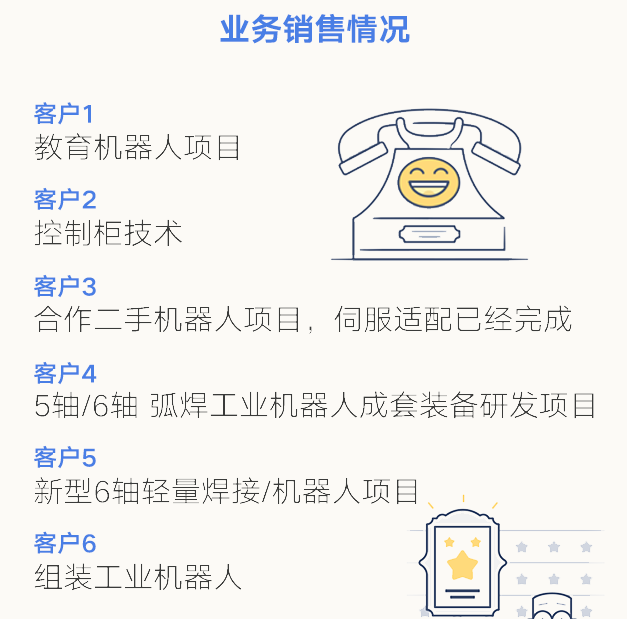 业务销售情况
客户1
教育机器人项目
客户2
控制柜技术
客户3
合作二手机器人项目，伺服适配已经完成
客户4
5轴/6轴 弧焊工业机器人成套装备研发项目
客户5
新型6轴轻量焊接/机器人项目
客户6
组装工业机器人